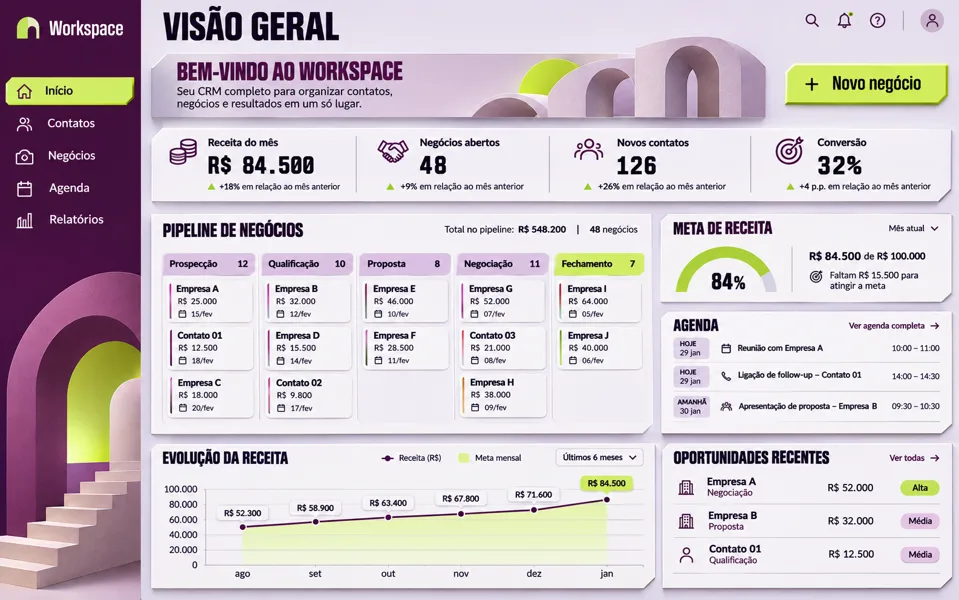 Workspace
Início
Contatos
Negócios
Agenda
Relatórios
VISÃO GERAL
BEM-VINDO AO WORKSPACE
Seu CRM completo para organizar contatos,
negócios e resultados em um só lugar.
+ Novo negócio
Receita do mês
R$ 84.500
+18% em relação ao mês anterior
Negócios abertos
48
+9% em relação ao mês anterior
Novos contatos
126
+26% em relação ao mês anterior
Conversão
32%
+4 p.p. em relação ao mês anterior
PIPELINE DE NEGÓCIOS
Total no pipeline: R$ 548.200 | 48 negócios
Prospecção 12
Empresa A
R$ 25.000
15/fev
Contato 01
R$ 12.500
18/fev
Empresa C
R$ 18.000
20/fev
Qualificação 10
Empresa B
R$ 32.000
12/fev
Empresa D
R$ 15.500
14/fev
Contato 02
R$ 9.800
17/fev
Proposta 8
Empresa E
R$ 46.000
10/fev
Empresa F
R$ 28.500
11/fev
Negociação 11
Empresa G
R$ 52.000
07/fev
Contato 03
R$ 21.000
08/fev
Empresa H
R$ 38.000
09/fev
Fechamento 7
Empresa I
R$ 64.000
05/fev
Empresa J
R$ 40.000
06/fev
META DE RECEITA
Mês atual
84%
R$ 84.500 de R$ 100.000
Faltam R$ 15.500 para
atingir a meta
AGENDA
Ver agenda completa →
HOJE
29 jan
Reunião com Empresa A
10:00 – 11:00
HOJE
29 jan
Ligação de follow-up – Contato 01
14:00 – 14:30
AMANHÃ
30 jan
Apresentação de proposta – Empresa B
09:30 – 10:30
EVOLUÇÃO DA RECEITA
Receita (R$)
Meta mensal
Últimos 6 meses
100.000
80.000
60.000
40.000
20.000
0
R$ 52.300
R$ 58.900
R$ 63.400
R$ 67.800
R$ 71.600
R$ 84.500
ago
set
out
nov
dez
jan
OPORTUNIDADES RECENTES
Ver todas →
Empresa A
Negociação
R$ 52.000
Alta
Empresa B
Proposta
R$ 32.000
Média
Contato 01
Qualificação
R$ 12.500
Média